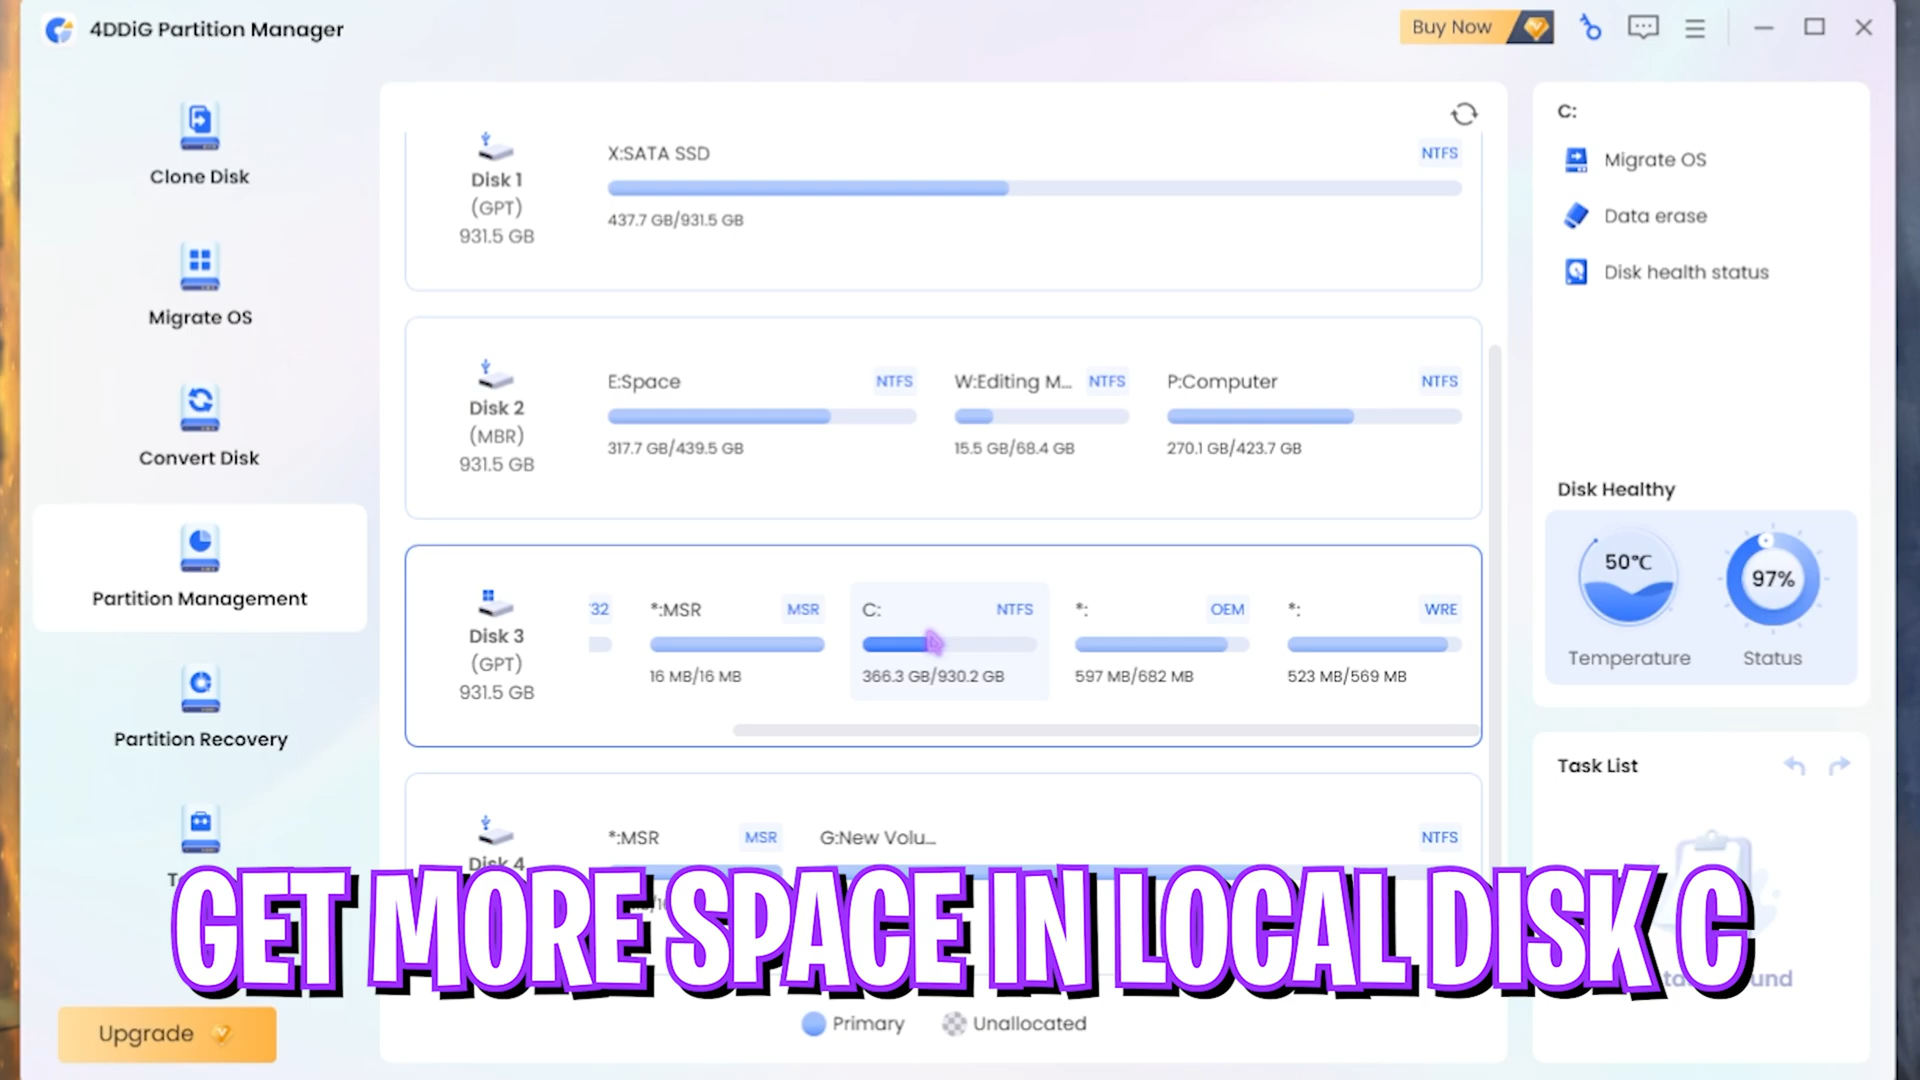 4DDiG Partition Manager
Buy Now
Clone Disk
Migrate OS
Convert Disk
Partition Management
Partition Recovery
Upgrade
Disk 1
(GPT)
931.5 GB
X:SATA SSD
NTFS
437.7 GB/931.5 GB
Disk 2
(MBR)
931.5 GB
E:Space
NTFS
317.7 GB/439.5 GB
W:Editing M...
NTFS
15.5 GB/68.4 GB
P:Computer
NTFS
270.1 GB/423.7 GB
Disk 3
(GPT)
931.5 GB
32
*:MSR
MSR
16 MB/16 MB
C:
NTFS
366.3 GB/930.2 GB
*:
OEM
597 MB/682 MB
*:
WRE
523 MB/569 MB
Disk 4
*:MSR
MSR
G:New Volu...
NTFS
GET MORE SPACE IN LOCAL DISK C
Primary
Unallocated
C:
Migrate OS
Data erase
Disk health status
Disk Healthy
50°C
Temperature
97%
Status
Task List